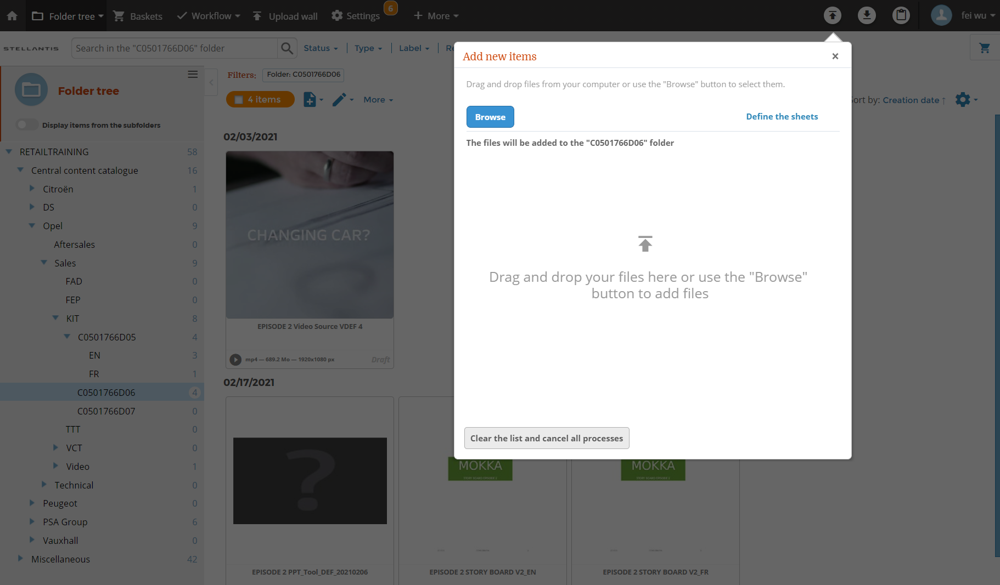 Folder tree
Baskets
Workflow
Upload wall
Settings
6
More
fei wu
STELLANTIS
Search in the "C0501766D06" folder
Status
Type
Label
Folder tree
Display items from the subfolders
RETAILTRAINING 58
Central content catalogue 16
Citroën 1
DS 0
Opel 9
Aftersales 0
Sales 9
FAD 0
FEP 0
KIT 8
C0501766D05 4
EN 3
FR 1
C0501766D06 4
C0501766D07 0
TTT 0
VCT 0
Video 1
Technical 0
Peugeot 0
PSA Group 6
Vauxhall 0
Miscellaneous 42
Filters:
Folder: C0501766D06
4 items
More
Sort by: Creation date ↑
02/03/2021
CHANGING CAR?
EPISODE 2 Video Source VDEF 4
mp4 — 689.2 Mo — 1920x1080 px
Draft
02/17/2021
?
EPISODE 2 PPT_Tool_DEF_20210206
MOKKA
STORY BOARD EPISODE 2
EPISODE 2 STORY BOARD V2_EN
MOKKA
STORY BOARD EPISODE 2
EPISODE 2 STORY BOARD V2_FR
Add new items
×
Drag and drop files from your computer or use the "Browse" button to select them.
Browse
Define the sheets
The files will be added to the "C0501766D06" folder
Drag and drop your files here or use the "Browse"
button to add files
Clear the list and cancel all processes